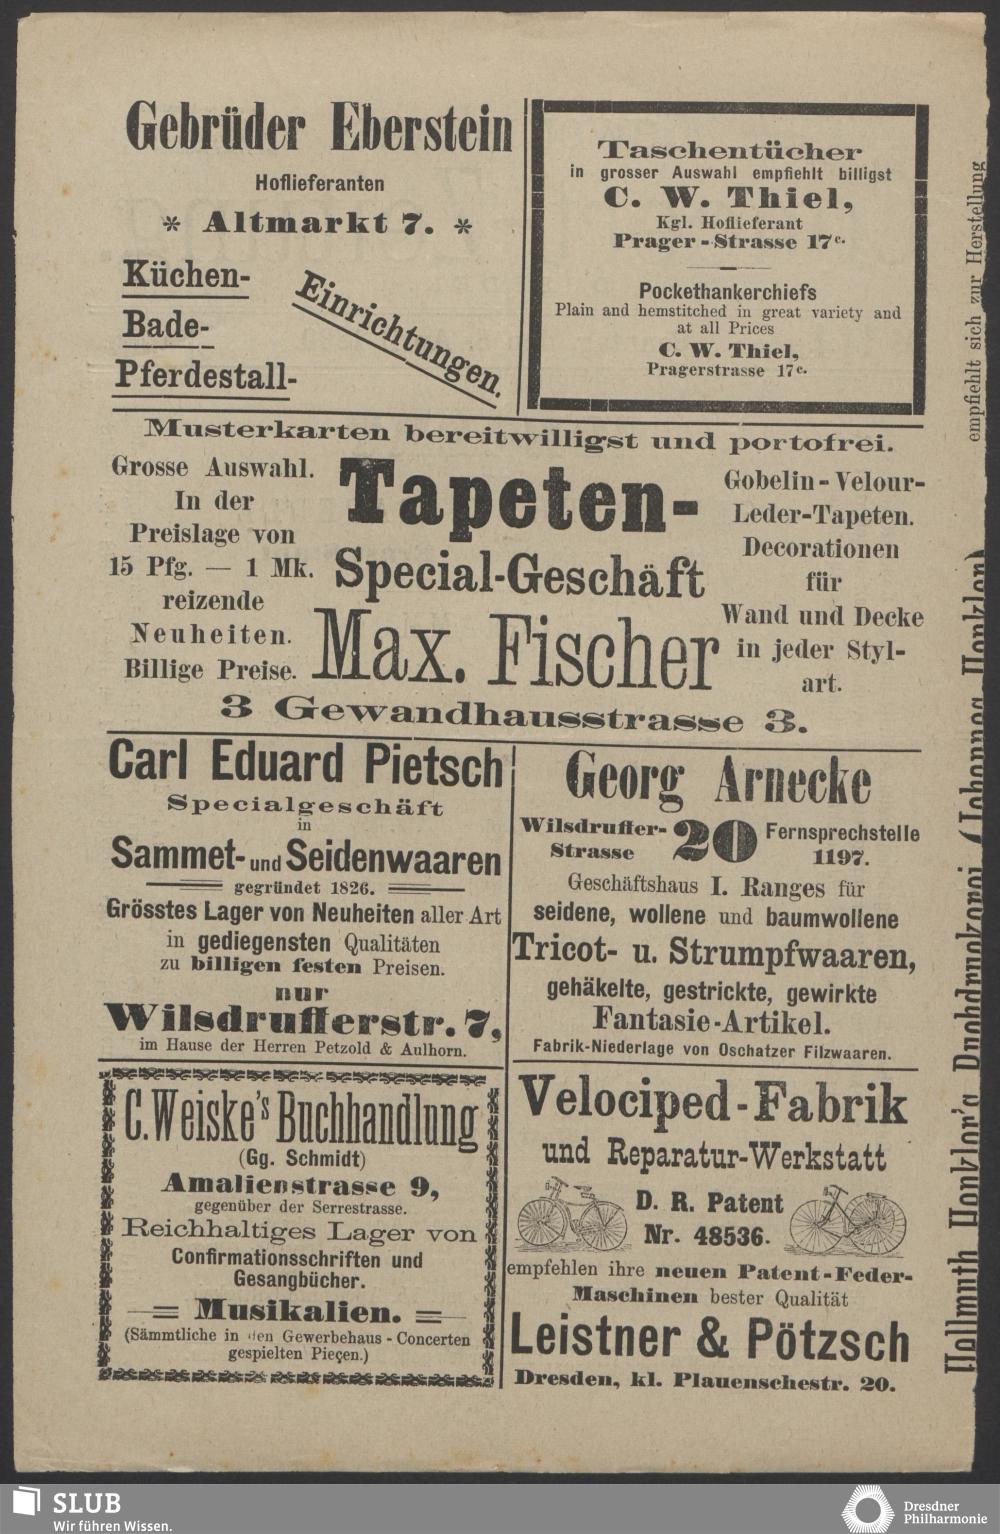 Gebrüder Eberstein
Hoflieferanten
* Altmarkt 7. *
Küchen-
Bade-
Pferdestall-
Einrichtungen.
Taschentücher
in grosser Auswahl empfiehlt billigst
C. W. Thiel,
Kgl. Hoflieferant
Prager-Strasse 17c.
Pockethankerchiefs
Plain and hemstitched in great variety and
at all Prices
C. W. Thiel,
Pragerstrasse 17c.
Musterkarten bereitwilligst und portofrei.
Grosse Auswahl.
In der
Preislage von
15 Pfg. — 1 Mk.
reizende
Neuheiten.
Billige Preise.
Tapeten-
Special-Geschäft
Max. Fischer
Gobelin-Velour-
Leder-Tapeten.
Decorationen
für
Wand und Decke
in jeder Styl-
art.
3 Gewandhausstrasse 3.
Carl Eduard Pietsch
Specialgeschäft
in
Sammet- und Seidenwaaren
gegründet 1826.
Grösstes Lager von Neuheiten aller Art
in gediegensten Qualitäten
zu billigen festen Preisen.
nur
Wilsdrufferstr. 7,
im Hause der Herren Petzold & Aulhorn.
Georg Arnecke
Wilsdruffer-
Strasse
20
Fernsprechstelle
1197.
Geschäftshaus I. Ranges für
seidene, wollene und baumwollene
Tricot- u. Strumpfwaaren,
gehäkelte, gestrickte, gewirkte
Fantasie-Artikel.
Fabrik-Niederlage von Oschatzer Filzwaaren.
C. Weiske's Buchhandlung
(Gg. Schmidt)
Amalienstrasse 9,
gegenüber der Serrestrasse.
Reichhaltiges Lager von
Confirmationsschriften und
Gesangbücher.
Musikalien.
(Sämmtliche in den Gewerbehaus-Concerten
gespielten Pieçen.)
Velociped-Fabrik
und Reparatur-Werkstatt
D. R. Patent
Nr. 48536.
empfehlen ihre neuen Patent-Feder-
Maschinen bester Qualität
Leistner & Pötzsch
Dresden, kl. Plauenschestr. 20.
empfiehlt sich zur Herstellung
Hellmuth Henkler's Buchdruckerei (Johannes Henkler)
SLUB
Wir führen Wissen.
Dresdner
Philharmonie